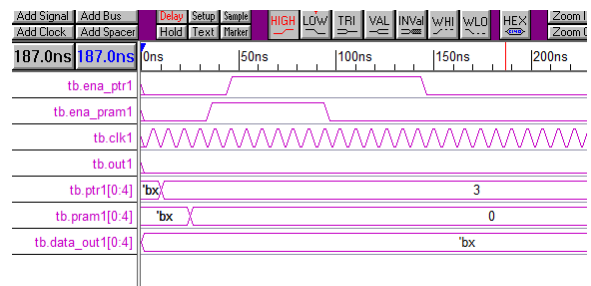 Add Signal Add Bus Delay Setup Sample HIGH LOW TRI VAL INVal WHI WLO HEX Zoom I
Add Clock Add Spacer Hold Text Marker Zoom O
187.0ns 187.0ns 0ns 50ns 100ns 150ns 200ns
tb.ena_ptr1
tb.ena_pram1
tb.clk1
tb.out1
tb.ptr1[0:4] 'bx 3
tb.pram1[0:4] 'bx 0
tb.data_out1[0:4] 'bx